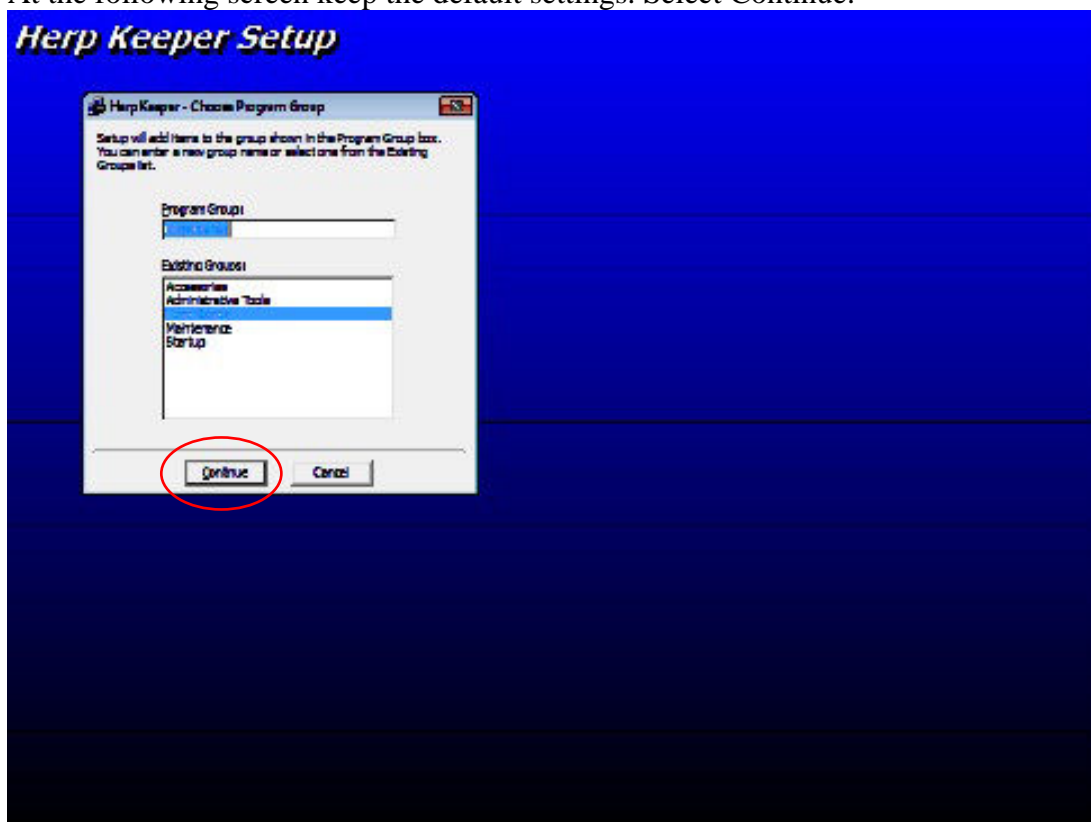 At the following screen keep the default settings. Select Continue.
Herp Keeper Setup
Herp Keeper - Choose Program Group
Setup will add items to the group shown in the Program Group box.
You can enter a new group name or select one from the Existing
Groups list.
Program Group:
Existing Groups:
Accessories
Administrative Tools
Maintenance
Startup
Continue
Cancel